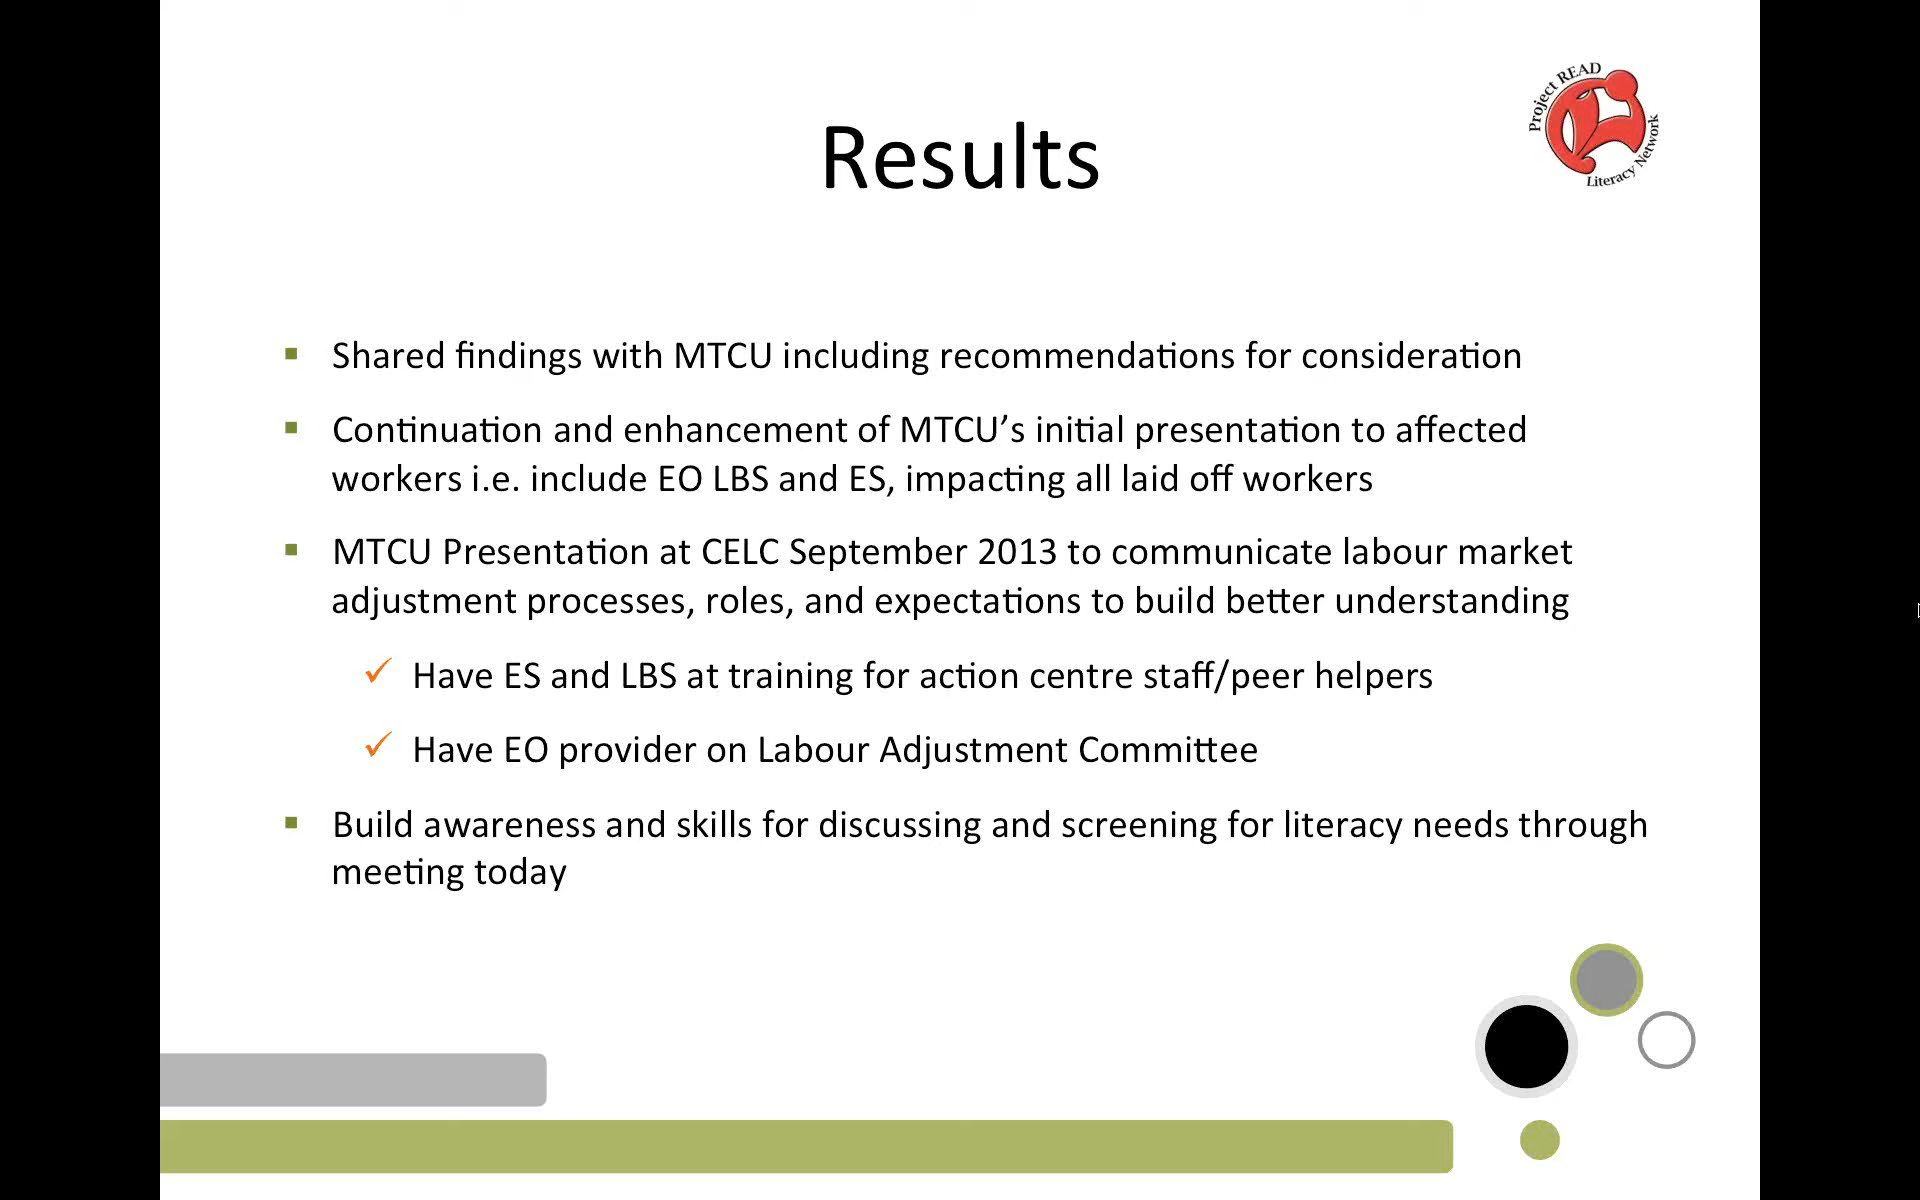 Project READ
Literacy Network
Results
Shared findings with MTCU including recommendations for consideration
Continuation and enhancement of MTCU’s initial presentation to affected
workers i.e. include EO LBS and ES, impacting all laid off workers
MTCU Presentation at CELC September 2013 to communicate labour market
adjustment processes, roles, and expectations to build better understanding
Have ES and LBS at training for action centre staff/peer helpers
Have EO provider on Labour Adjustment Committee
Build awareness and skills for discussing and screening for literacy needs through
meeting today